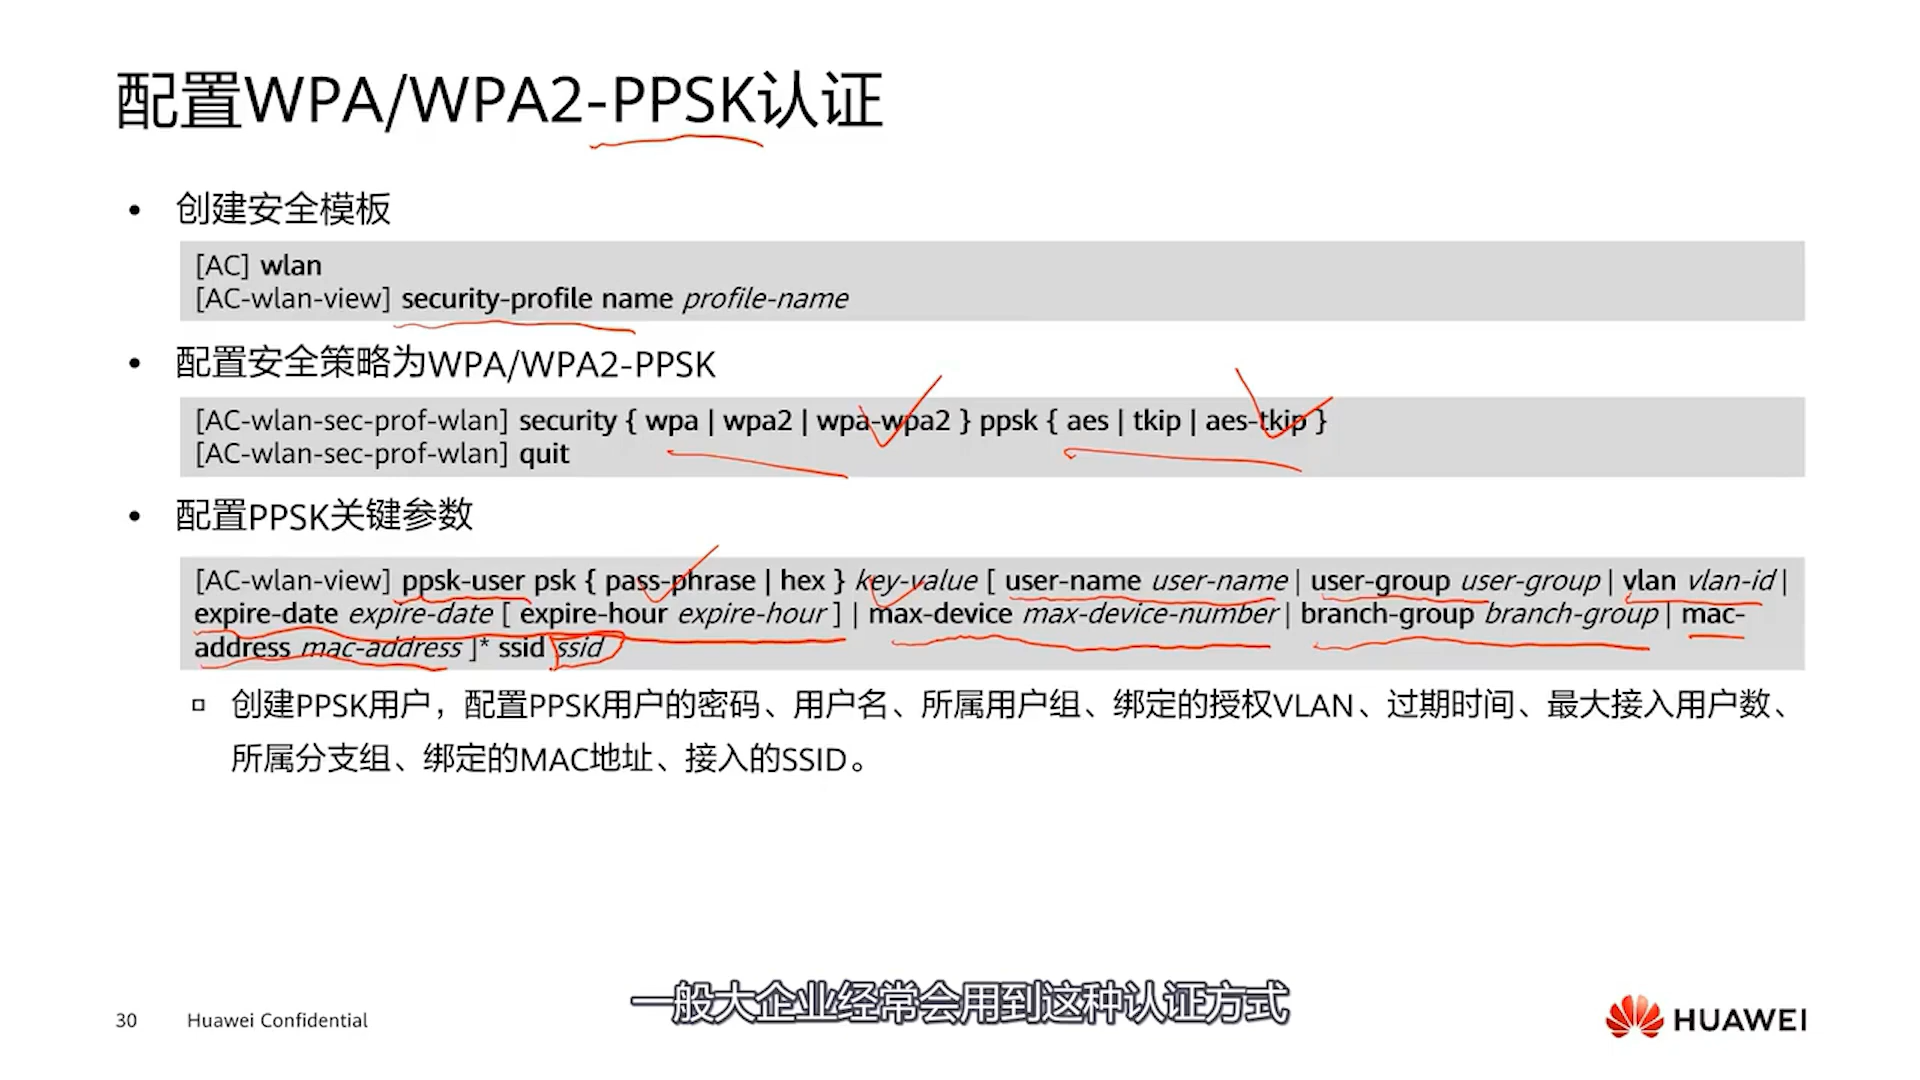 配置WPA/WPA2-PPSK认证
• 创建安全模板
[AC] wlan
[AC-wlan-view] security-profile name profile-name
• 配置安全策略为WPA/WPA2-PPSK
[AC-wlan-sec-prof-wlan] security { wpa | wpa2 | wpa-wpa2 } ppsk { aes | tkip | aes-tkip }
[AC-wlan-sec-prof-wlan] quit
• 配置PPSK关键参数
[AC-wlan-view] ppsk-user psk { pass-phrase | hex } key-value [ user-name user-name | user-group user-group | vlan vlan-id |
expire-date expire-date [ expire-hour expire-hour ] | max-device max-device-number | branch-group branch-group | mac-
address mac-address ]* ssid ssid
▫ 创建PPSK用户，配置PPSK用户的密码、用户名、所属用户组、绑定的授权VLAN、过期时间、最大接入用户数、
所属分支组、绑定的MAC地址、接入的SSID。
一般大企业经常会用到这种认证方式
30 Huawei Confidential
HUAWEI